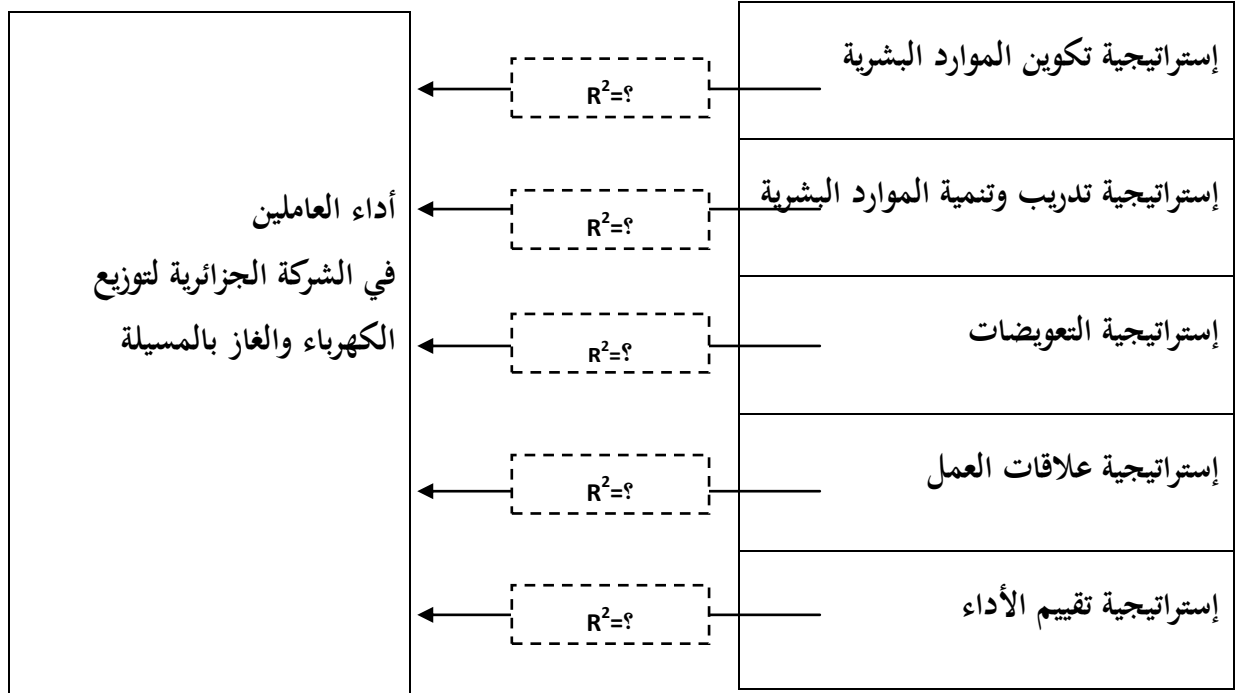 إستراتيجية تكوين الموارد البشرية
R²=؟
إستراتيجية تدريب وتنمية الموارد البشرية
R²=؟
إستراتيجية التعويضات
R²=؟
إستراتيجية علاقات العمل
R²=؟
إستراتيجية تقييم الأداء
R²=؟
أداء العاملين
في الشركة الجزائرية لتوزيع
الكهرباء والغاز بالمسيلة